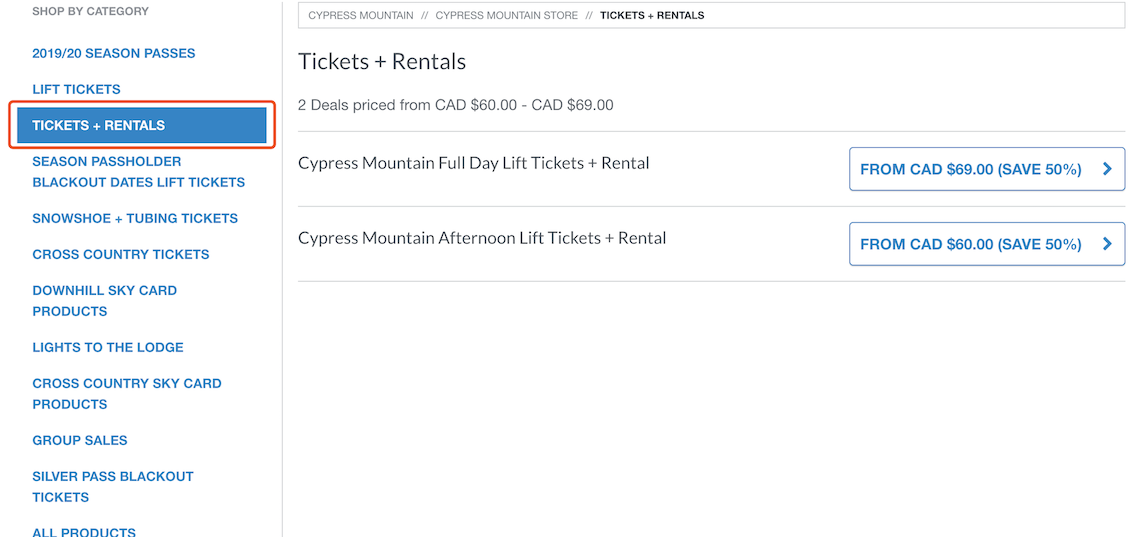 SHOP BY CATEGORY
2019/20 SEASON PASSES
LIFT TICKETS
TICKETS + RENTALS
SEASON PASSHOLDER
BLACKOUT DATES LIFT TICKETS
SNOWSHOE + TUBING TICKETS
CROSS COUNTRY TICKETS
DOWNHILL SKY CARD
PRODUCTS
LIGHTS TO THE LODGE
CROSS COUNTRY SKY CARD
PRODUCTS
GROUP SALES
SILVER PASS BLACKOUT
TICKETS
ALL PRODUCTS
CYPRESS MOUNTAIN // CYPRESS MOUNTAIN STORE // TICKETS + RENTALS
Tickets + Rentals
2 Deals priced from CAD $60.00 - CAD $69.00
Cypress Mountain Full Day Lift Tickets + Rental
FROM CAD $69.00 (SAVE 50%)
Cypress Mountain Afternoon Lift Tickets + Rental
FROM CAD $60.00 (SAVE 50%)